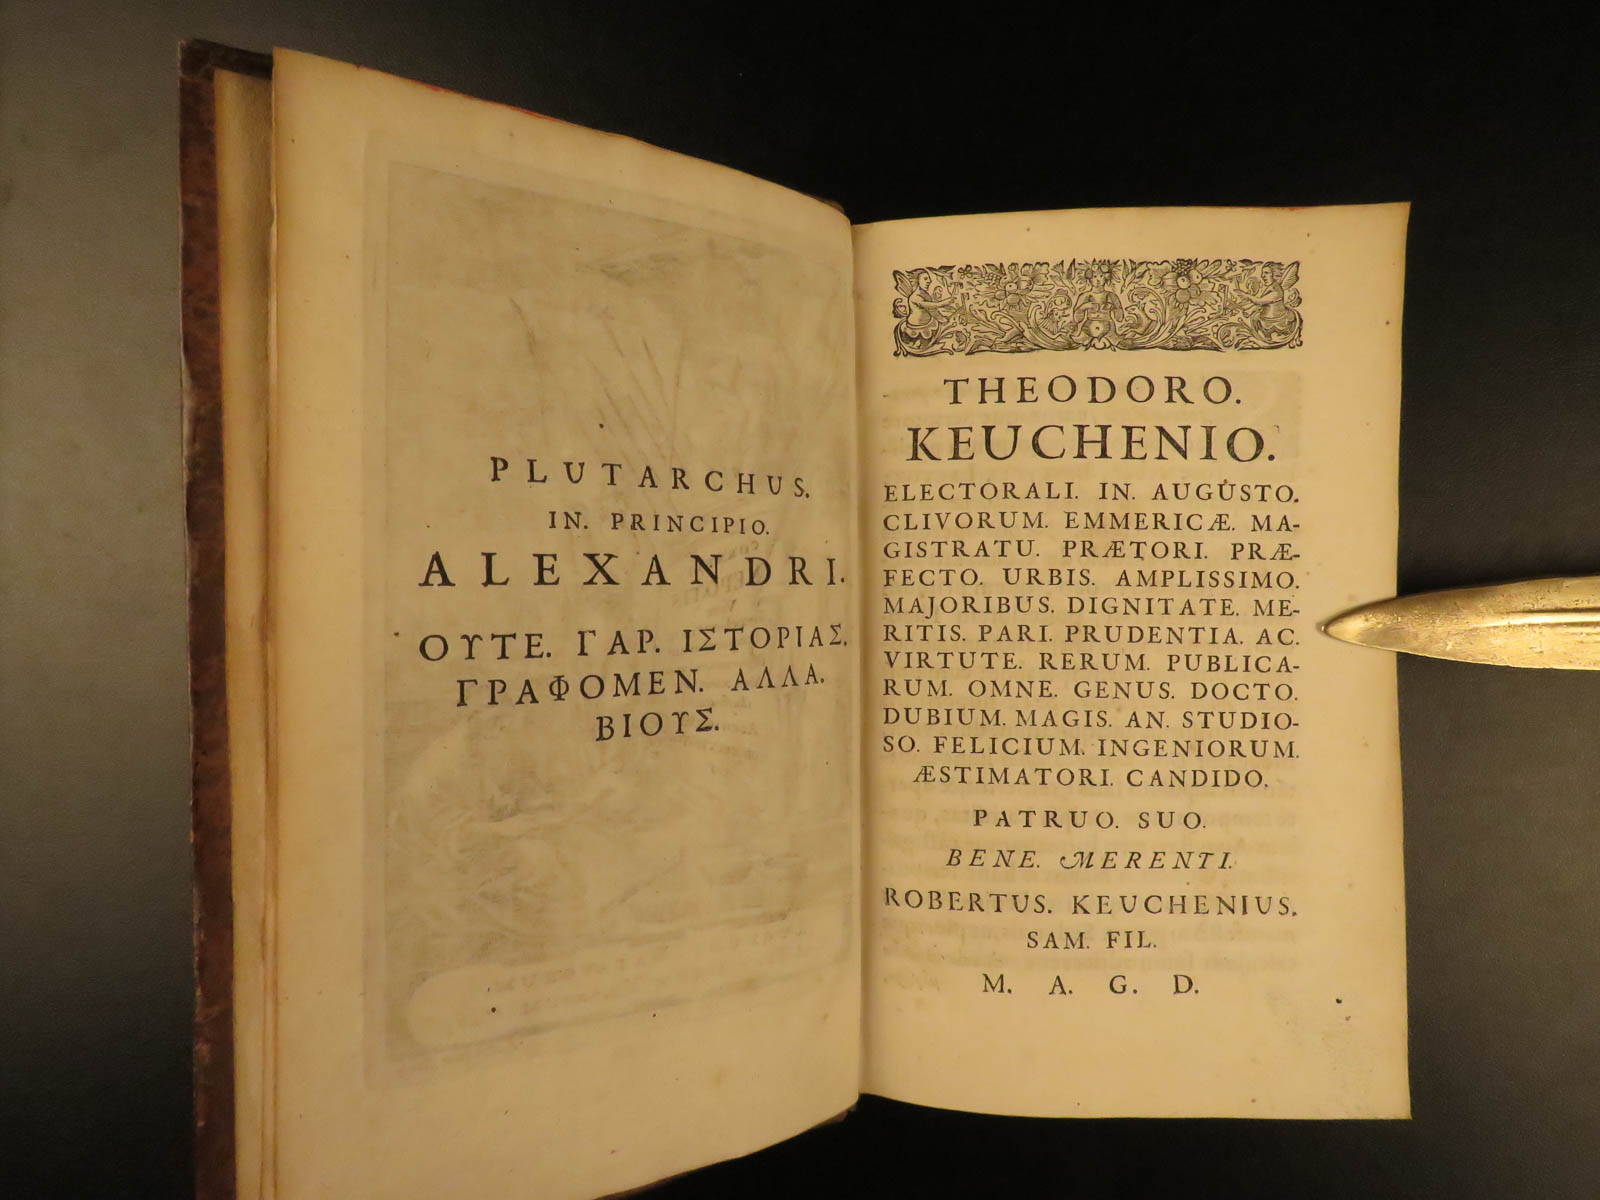 PLUTARCHUS.
IN. PRINCIPIO.
ALEXANDRI.
ΟΥΤΕ. ΓΑΡ. ΙΣΤΟΡΙΑΣ.
ΓΡΑΦΟΜΕΝ. ΑΛΛΑ.
ΒΙΟΥΣ.
THEODORO.
KEUCHENIO.
ELECTORALI. IN. AUGUSTO.
CLIVORUM. EMMERICÆ. MA-
GISTRATU. PRÆTORI. PRÆ-
FECTO. URBIS. AMPLISSIMO.
MAJORIBUS. DIGNITATE. ME-
RITIS. PARI. PRUDENTIA. AC.
VIRTUTE. RERUM. PUBLICA-
RUM. OMNE. GENUS. DOCTO.
DUBIUM. MAGIS. AN. STUDIO-
SO. FELICIUM. INGENIORUM.
ÆSTIMATORI. CANDIDO.
PATRUO. SUO.
BENE. MERENTI.
ROBERTUS. KEUCHENIUS.
SAM. FIL.
M. A. G. D.